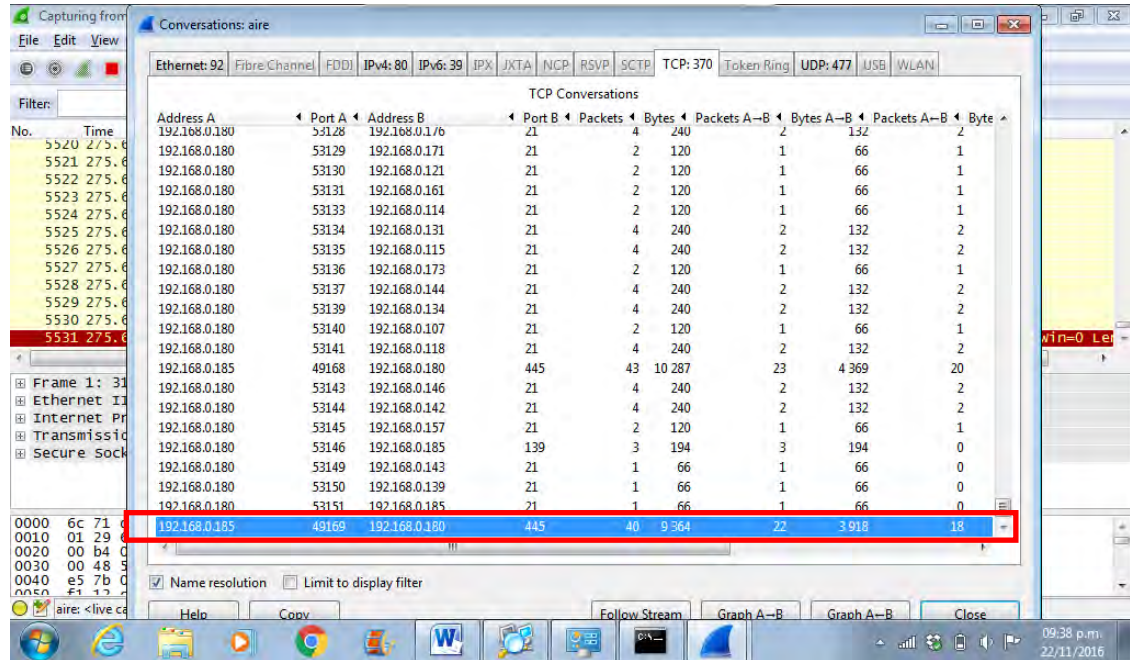 Capturing from
Conversations: aire
File Edit View
Ethernet: 92 Fibre Channel FDDI IPv4: 80 IPv6: 39 IPX JXTA NCP RSVP SCTP TCP: 370 Token Ring UDP: 477 USB WLAN
Filter:
TCP Conversations
No. Time
Address A Port A Address B Port B Packets Bytes Packets A→B Bytes A→B Packets A←B Byte
192.168.0.180 53128 192.168.0.176 21 4 240 2 132 2
192.168.0.180 53129 192.168.0.171 21 2 120 1 66 1
192.168.0.180 53130 192.168.0.121 21 2 120 1 66 1
192.168.0.180 53131 192.168.0.161 21 2 120 1 66 1
192.168.0.180 53133 192.168.0.114 21 2 120 1 66 1
192.168.0.180 53134 192.168.0.131 21 4 240 2 132 2
192.168.0.180 53135 192.168.0.115 21 4 240 2 132 2
192.168.0.180 53136 192.168.0.173 21 2 120 1 66 1
192.168.0.180 53137 192.168.0.144 21 4 240 2 132 2
192.168.0.180 53139 192.168.0.134 21 4 240 2 132 2
192.168.0.180 53140 192.168.0.107 21 2 120 1 66 1
192.168.0.180 53141 192.168.0.118 21 4 240 2 132 2
192.168.0.185 49168 192.168.0.180 445 43 10 287 23 4 369 20
192.168.0.180 53143 192.168.0.146 21 4 240 2 132 2
192.168.0.180 53144 192.168.0.142 21 4 240 2 132 2
192.168.0.180 53145 192.168.0.157 21 2 120 1 66 1
192.168.0.180 53146 192.168.0.185 139 3 194 3 194 0
192.168.0.180 53149 192.168.0.143 21 1 66 1 66 0
192.168.0.180 53150 192.168.0.139 21 1 66 1 66 0
192.168.0.180 53151 192.168.0.185 21 1 66 1 66 0
192.168.0.185 49169 192.168.0.180 445 40 9 364 22 3 918 18
5520 275.6
5521 275.6
5522 275.6
5523 275.6
5524 275.6
5525 275.6
5526 275.6
5527 275.6
5528 275.6
5529 275.6
5530 275.6
5531 275.6
Win=0 Ler
Frame 1: 31
Ethernet II
Internet Pr
Transmissio
Secure Sock
0000 6c 71
0010 01 29
0020 00 b4
0030 00 48
0040 e5 7b
0050 f1 12
Name resolution Limit to display filter
aire: <live ca
Help Copy Follow Stream Graph A→B Graph A←B Close
09:38 p.m.
22/11/2016